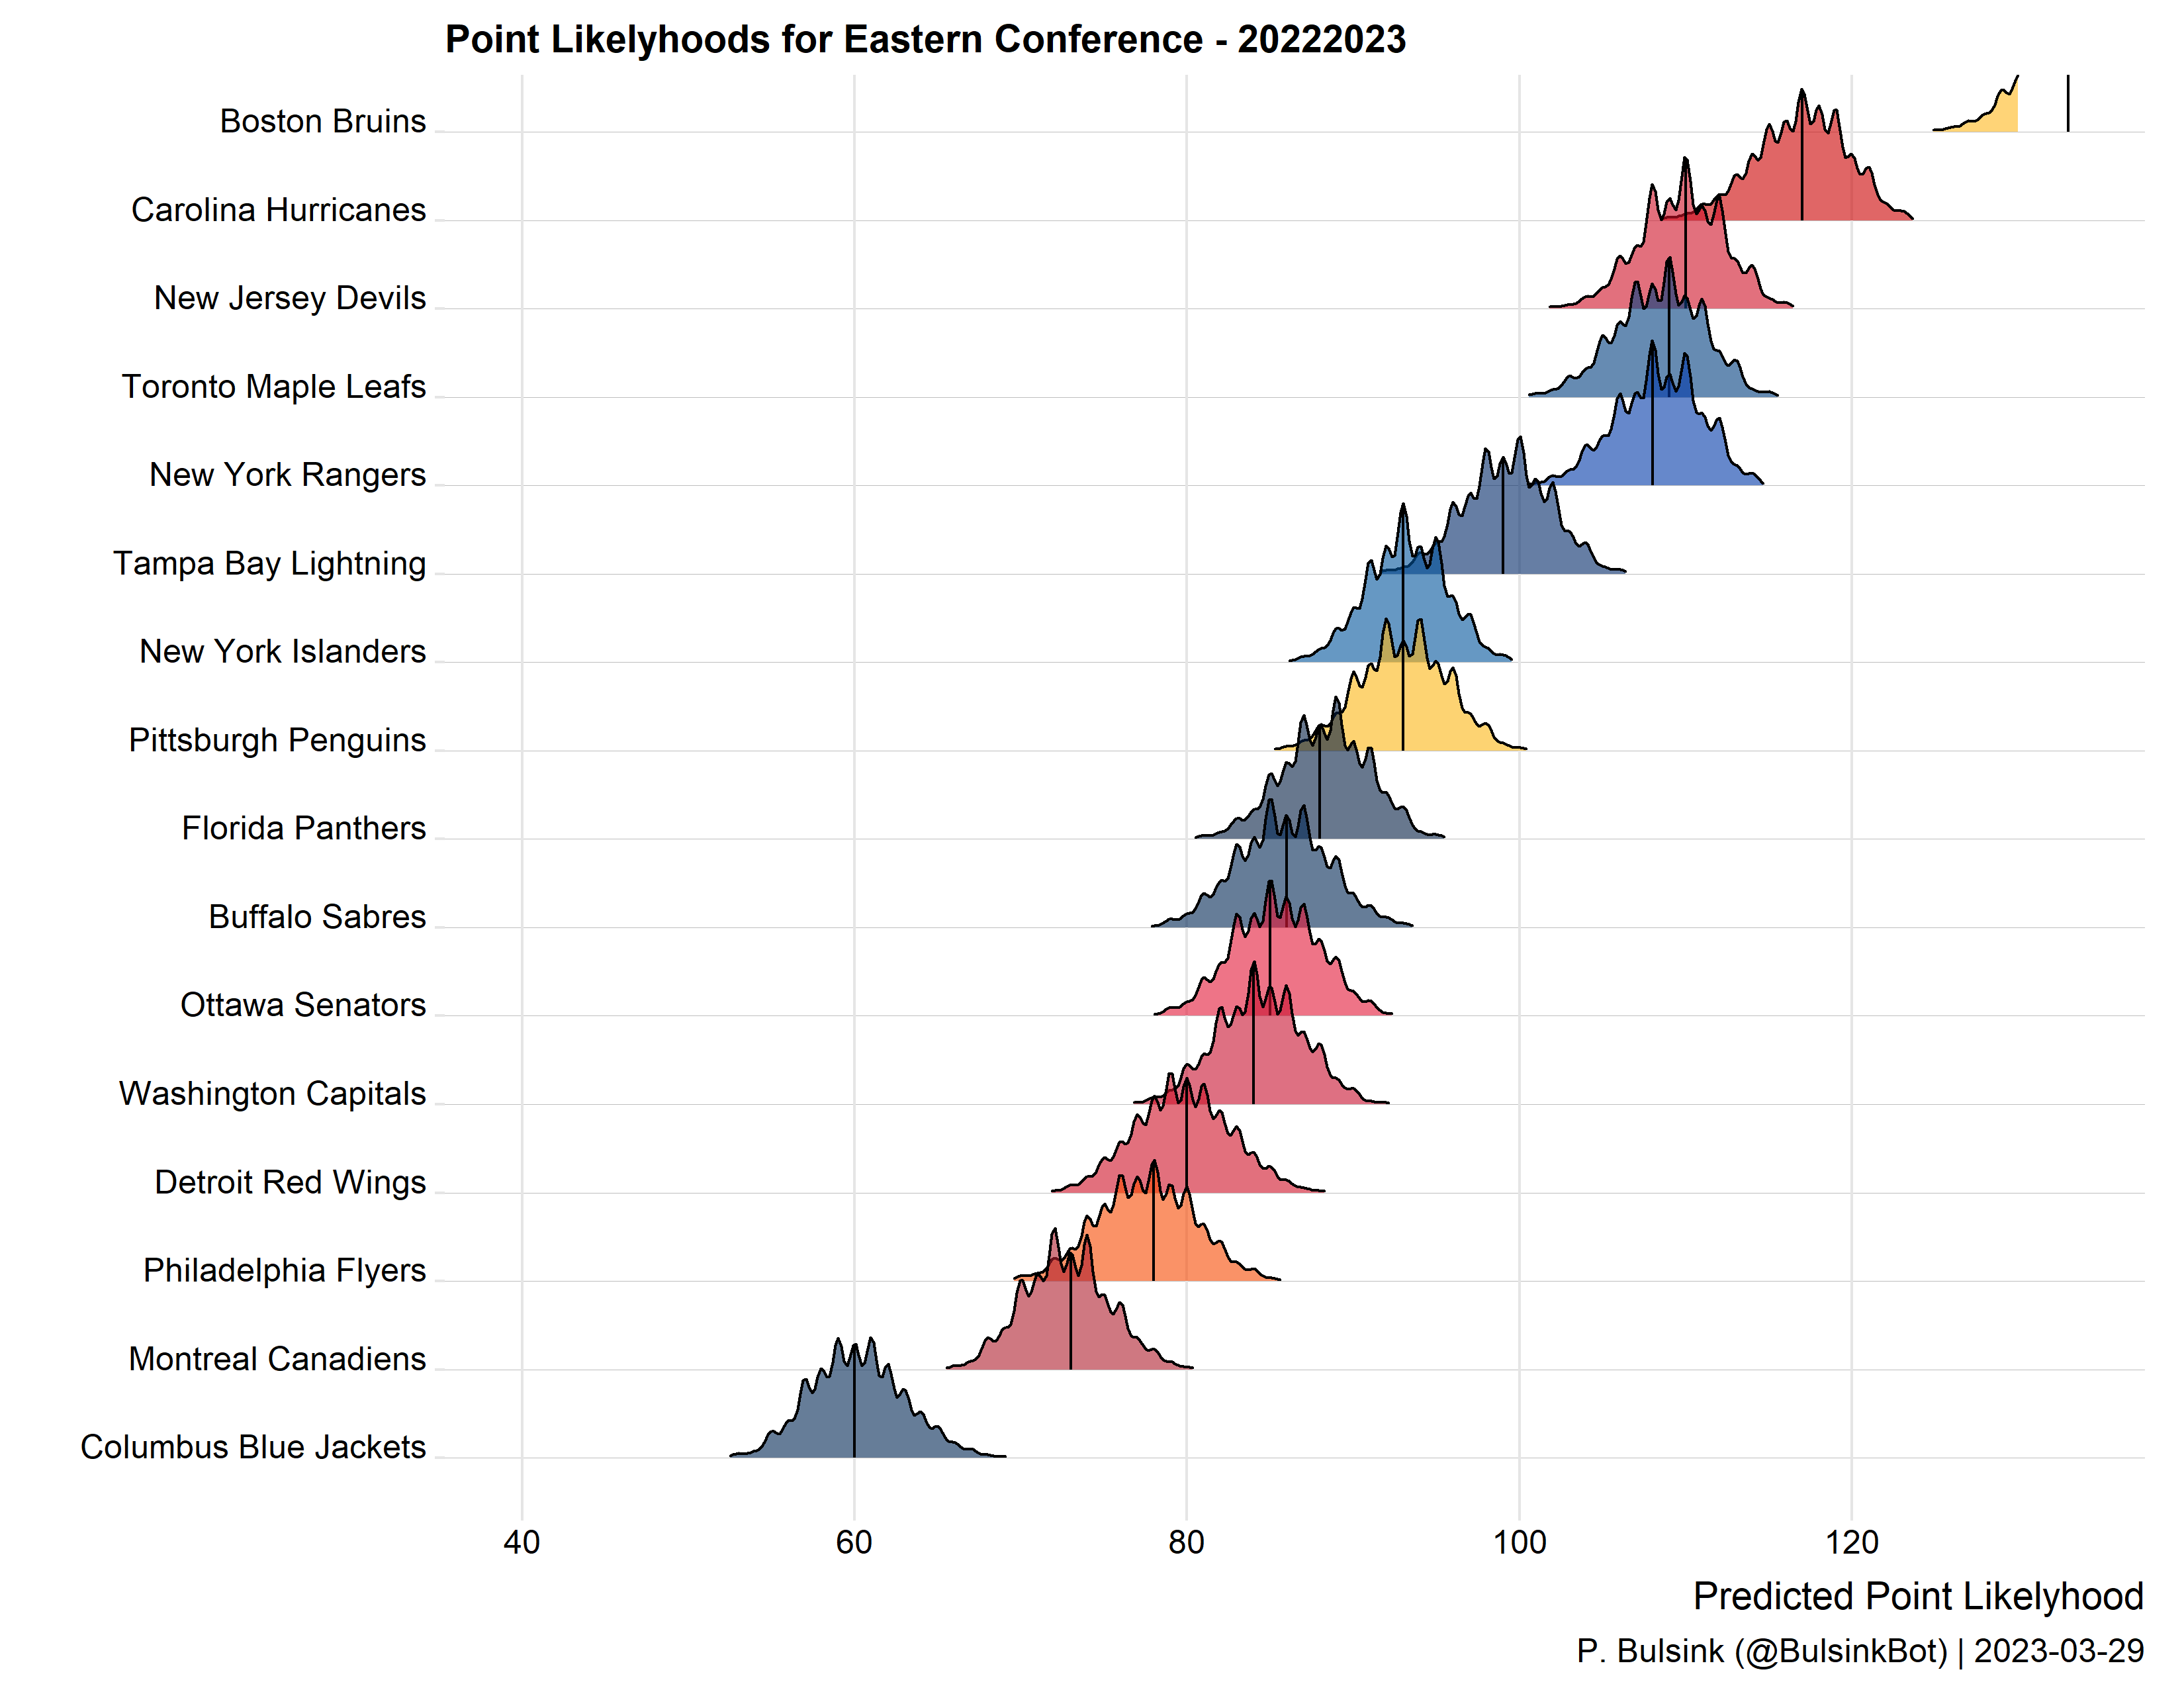 Point Likelyhoods for Eastern Conference - 20222023
Boston Bruins
Carolina Hurricanes
New Jersey Devils
Toronto Maple Leafs
New York Rangers
Tampa Bay Lightning
New York Islanders
Pittsburgh Penguins
Florida Panthers
Buffalo Sabres
Ottawa Senators
Washington Capitals
Detroit Red Wings
Philadelphia Flyers
Montreal Canadiens
Columbus Blue Jackets
40 60 80 100 120
Predicted Point Likelyhood
P. Bulsink (@BulsinkBot) | 2023-03-29